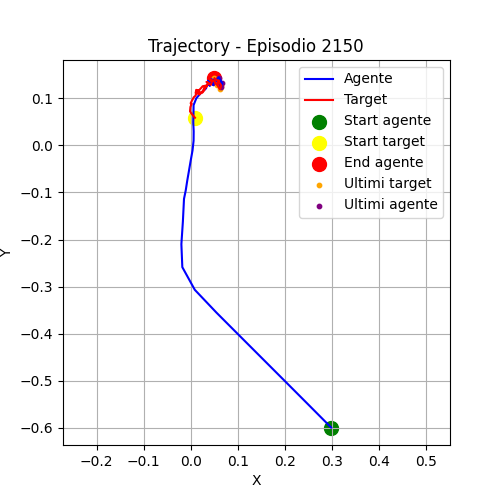 Trajectory - Episodio 2150
Agente
Target
Start agente
Start target
End agente
Ultimi target
Ultimi agente
Y
0.1
0.0
−0.1
−0.2
−0.3
−0.4
−0.5
−0.6
−0.2 −0.1 0.0 0.1 0.2 0.3 0.4 0.5
X